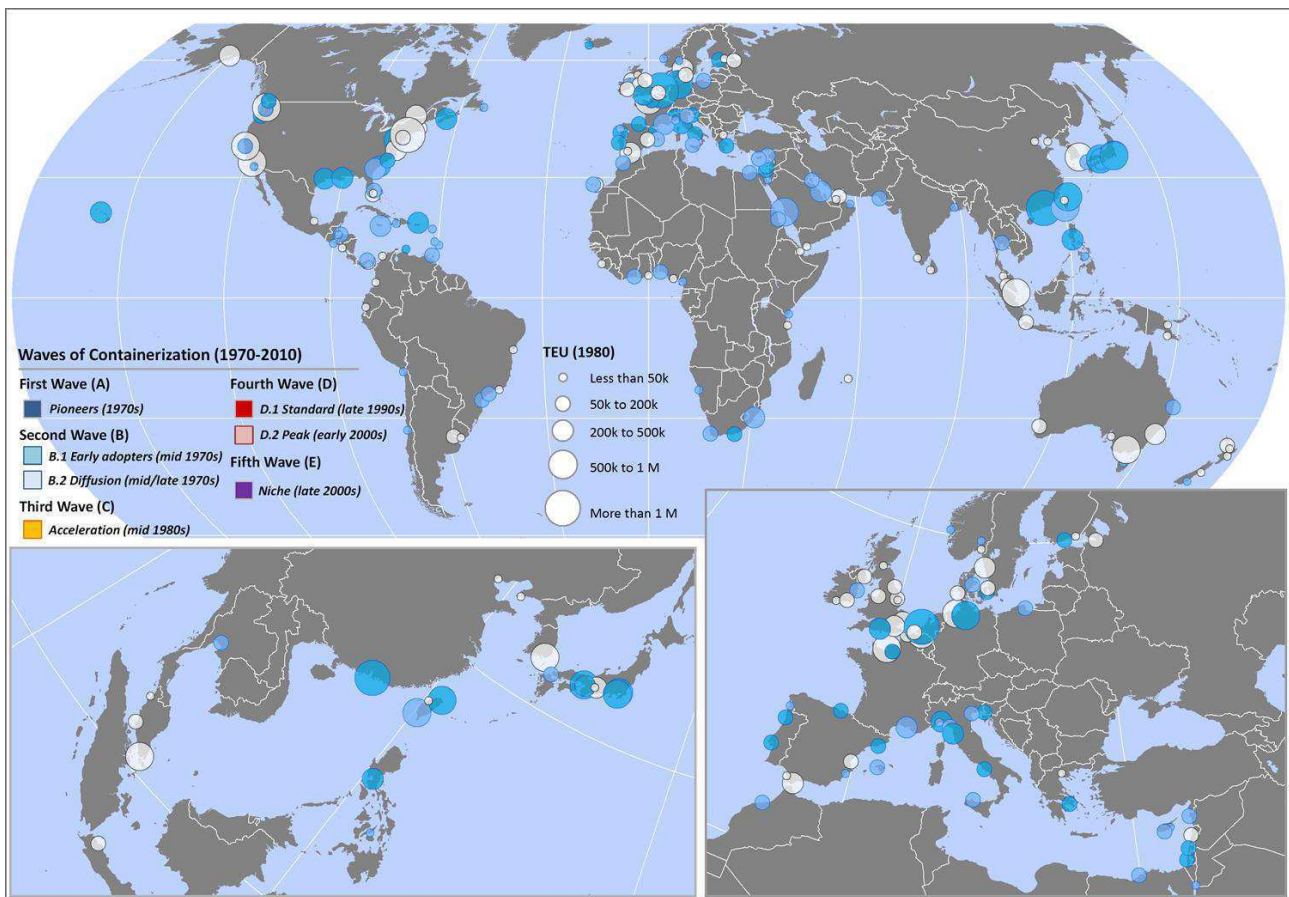 Waves of Containerization (1970-2010)
First Wave (A)
Pioneers (1970s)
Second Wave (B)
B.1 Early adopters (mid 1970s)
B.2 Diffusion (mid/late 1970s)
Third Wave (C)
Acceleration (mid 1980s)
Fourth Wave (D)
D.1 Standard (late 1990s)
D.2 Peak (early 2000s)
Fifth Wave (E)
Niche (late 2000s)
TEU (1980)
Less than 50k
50k to 200k
200k to 500k
500k to 1 M
More than 1 M